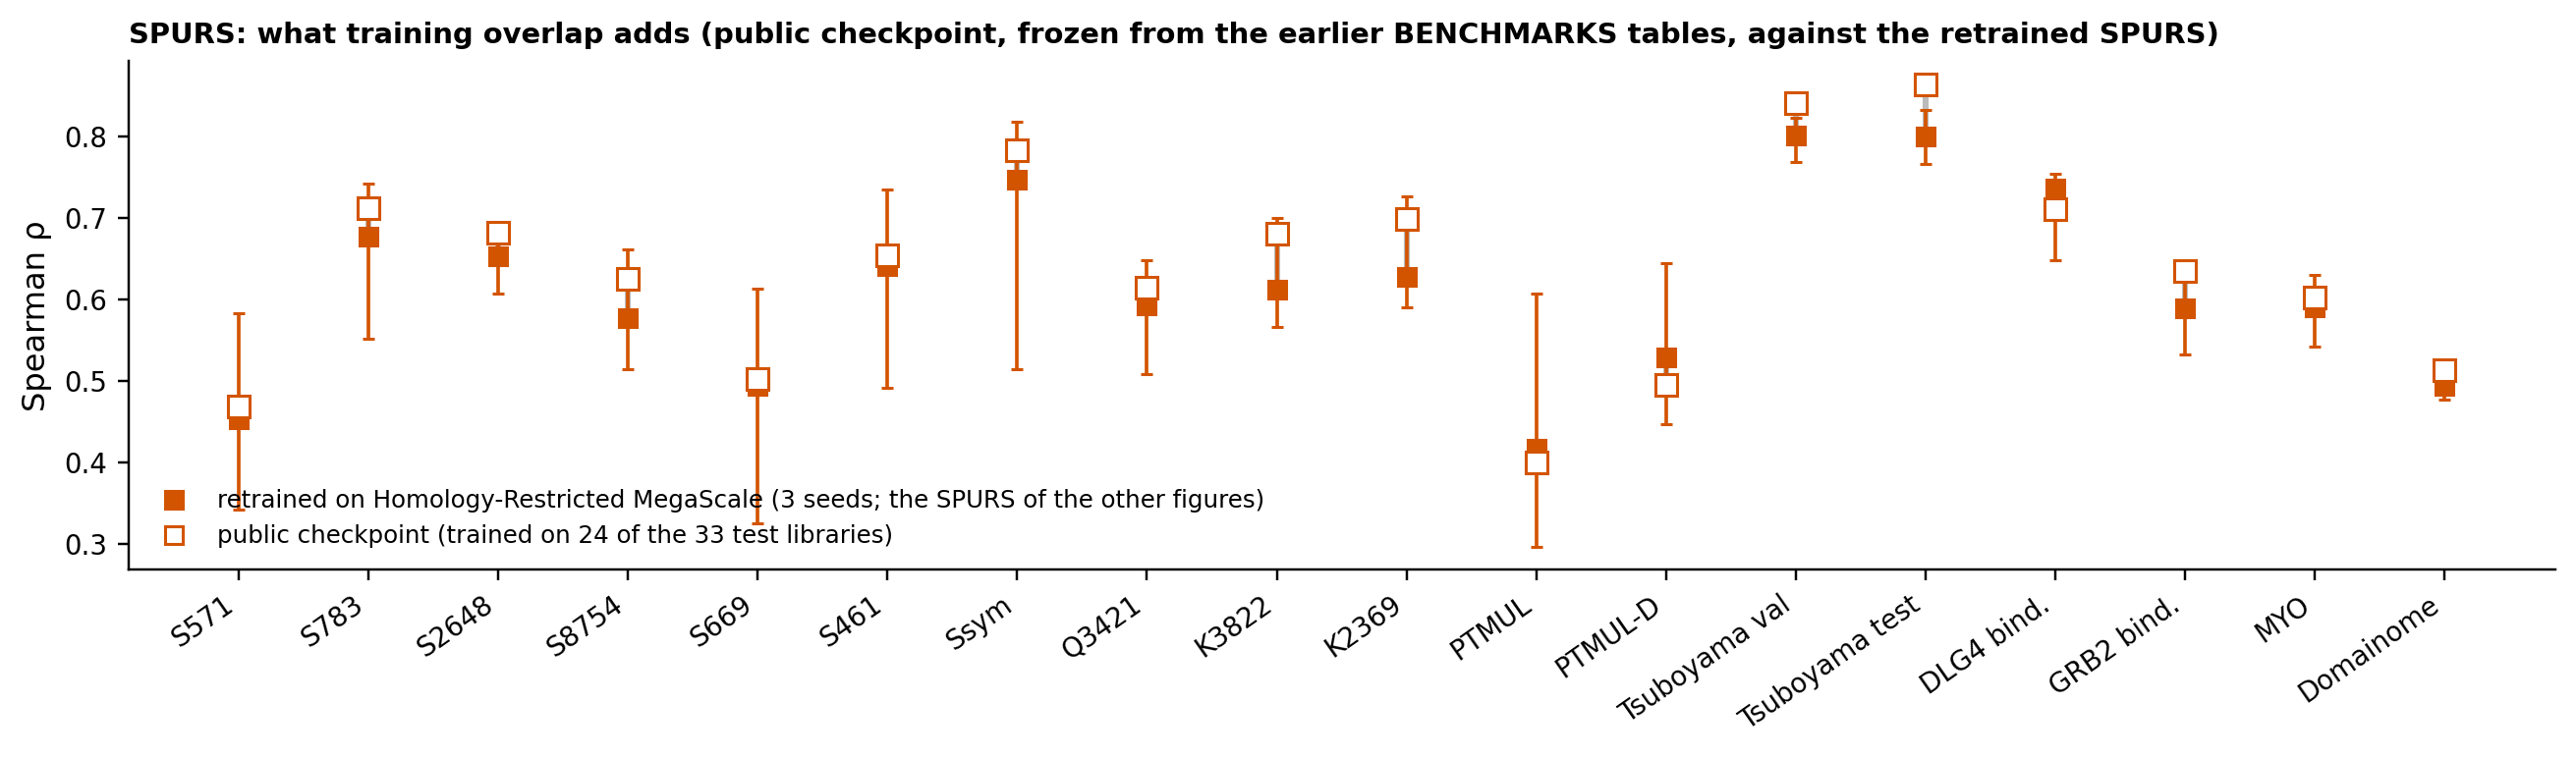 SPURS: what training overlap adds (public checkpoint, frozen from the earlier BENCHMARKS tables, against the retrained SPURS)
Spearman ρ
0.8
0.7
0.6
0.5
0.4
0.3
retrained on Homology-Restricted MegaScale (3 seeds; the SPURS of the other figures)
public checkpoint (trained on 24 of the 33 test libraries)
S571
S783
S2648
S8754
S669
S461
Ssym
Q3421
K3822
K2369
PTMUL
PTMUL-D
Tsuboyama val
Tsuboyama test
DLG4 bind.
GRB2 bind.
MYO
Domainome